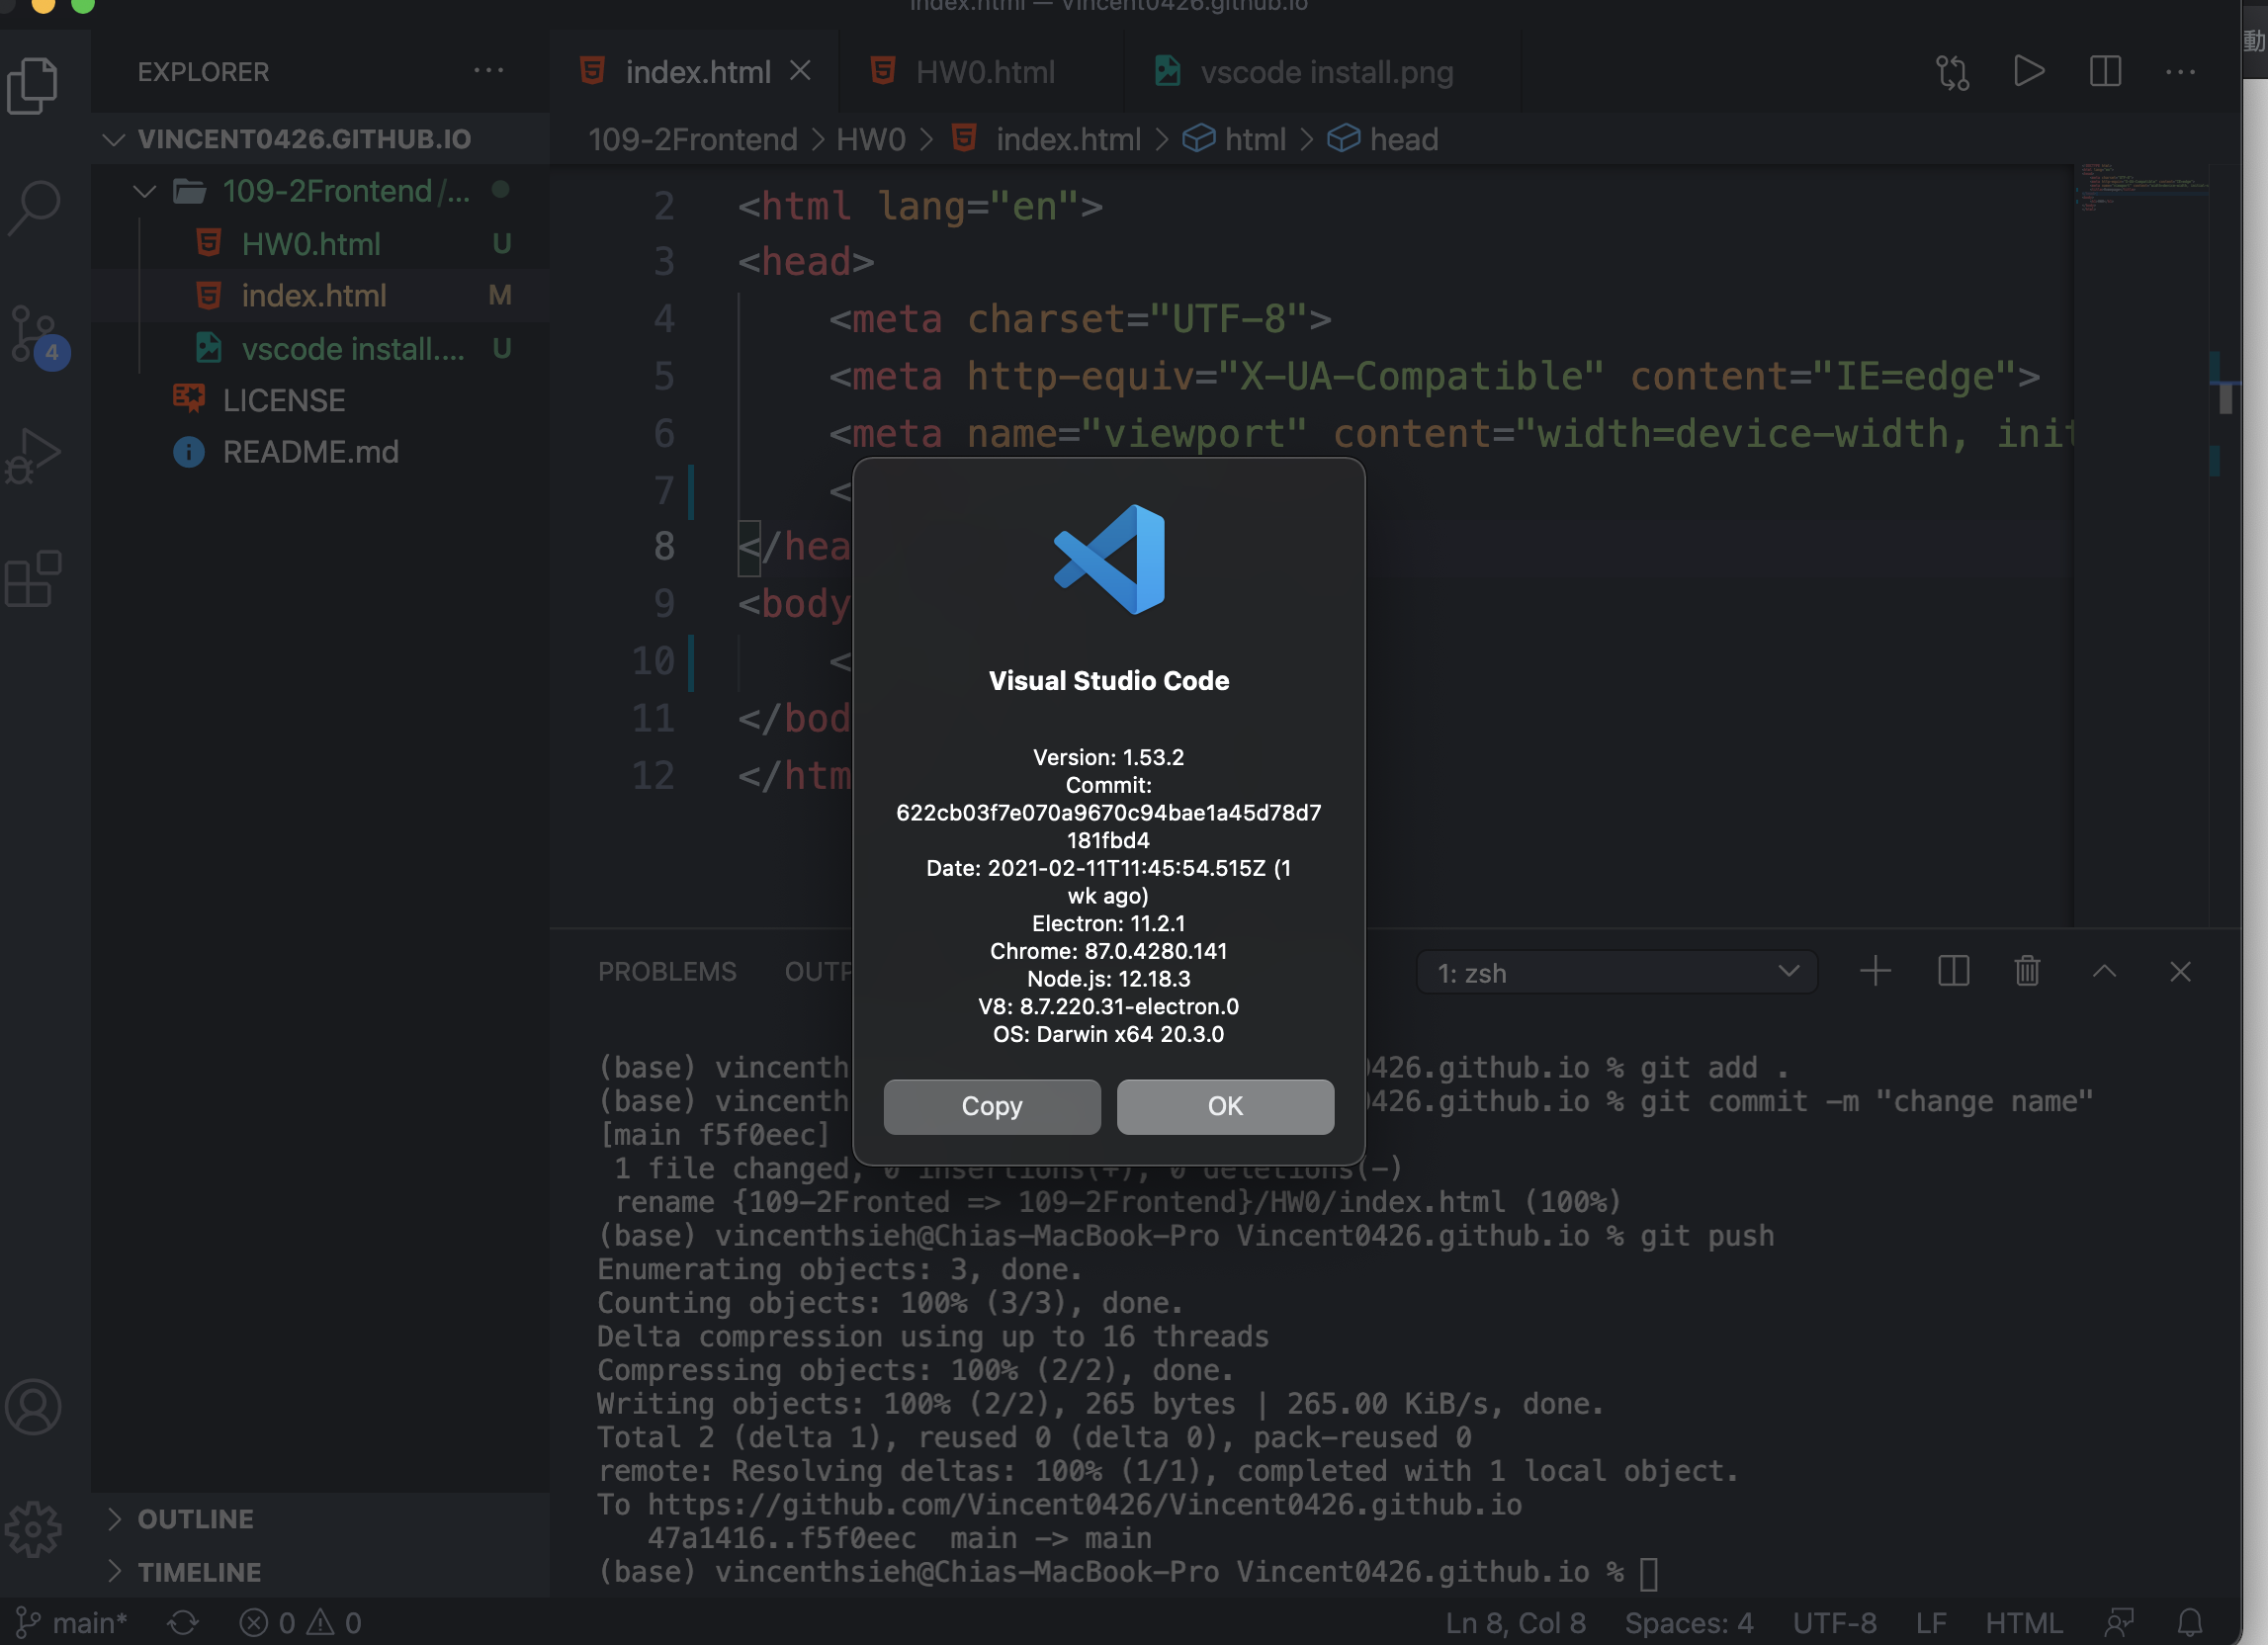 index.html — Vincent0426.github.io
動
EXPLORER
index.html
HW0.html
vscode install.png
VINCENT0426.GITHUB.IO
109-2Frontend > HW0 > index.html > html > head
109-2Frontend/...
HW0.html U
index.html M
vscode install.... U
LICENSE
README.md
4
2 <html lang="en">
3 <head>
4 <meta charset="UTF-8">
5 <meta http-equiv="X-UA-Compatible" content="IE=edge">
6 <meta name="viewport" content="width=device-width, init
7 <
8 </hea
9 <body
10 <
11 </bod
12 </htm
Visual Studio Code
Version: 1.53.2
Commit:
622cb03f7e070a9670c94bae1a45d78d7
181fbd4
Date: 2021-02-11T11:45:54.515Z (1
wk ago)
Electron: 11.2.1
Chrome: 87.0.4280.141
Node.js: 12.18.3
V8: 8.7.220.31-electron.0
OS: Darwin x64 20.3.0
Copy
OK
PROBLEMS OUTP
1: zsh
(base) vincenth 0426.github.io % git add .
(base) vincenth 0426.github.io % git commit -m "change name"
[main f5f0eec]
1 file changed, 0 insertions(+), 0 deletions(-)
rename {109-2Fronted => 109-2Frontend}/HW0/index.html (100%)
(base) vincenthsieh@Chias-MacBook-Pro Vincent0426.github.io % git push
Enumerating objects: 3, done.
Counting objects: 100% (3/3), done.
Delta compression using up to 16 threads
Compressing objects: 100% (2/2), done.
Writing objects: 100% (2/2), 265 bytes | 265.00 KiB/s, done.
Total 2 (delta 1), reused 0 (delta 0), pack-reused 0
remote: Resolving deltas: 100% (1/1), completed with 1 local object.
To https://github.com/Vincent0426/Vincent0426.github.io
47a1416..f5f0eec main -> main
(base) vincenthsieh@Chias-MacBook-Pro Vincent0426.github.io %
OUTLINE
TIMELINE
main* 0 0 Ln 8, Col 8 Spaces: 4 UTF-8 LF HTML